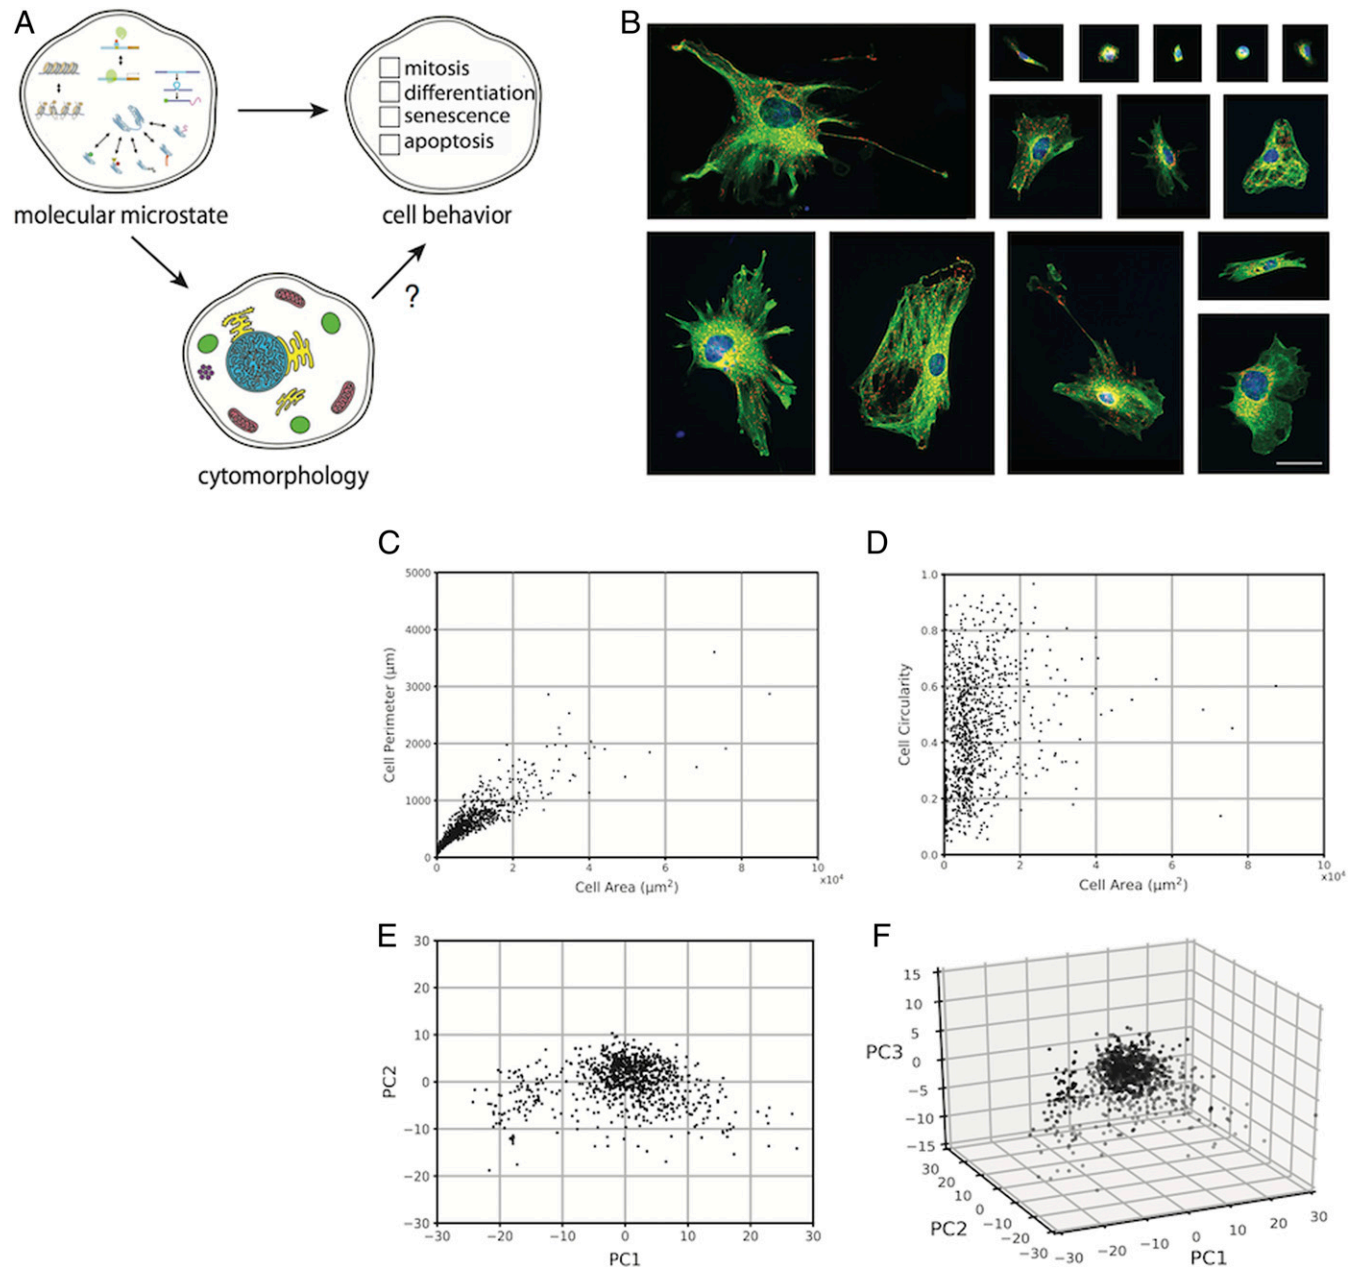 A
mitosis
differentiation
senescence
apoptosis
molecular microstate
cell behavior
?
cytomorphology
B
C
5000
4000
3000
2000
1000
0
Cell Perimeter (μm)
0 2 4 6 8 10
x10⁴
Cell Area (μm²)
D
1.0
0.8
0.6
0.4
0.2
0.0
Cell Circularity
0 2 4 6 8 10
x10⁴
Cell Area (μm²)
E
30
20
10
0
−10
−20
−30
PC2
−30 −20 −10 0 10 20 30
PC1
F
15
10
5
0
−5
−10
−15
PC3
30
20
10
0
−10
−20
−30
PC2
−30 −20 −10 0 10 20 30
PC1